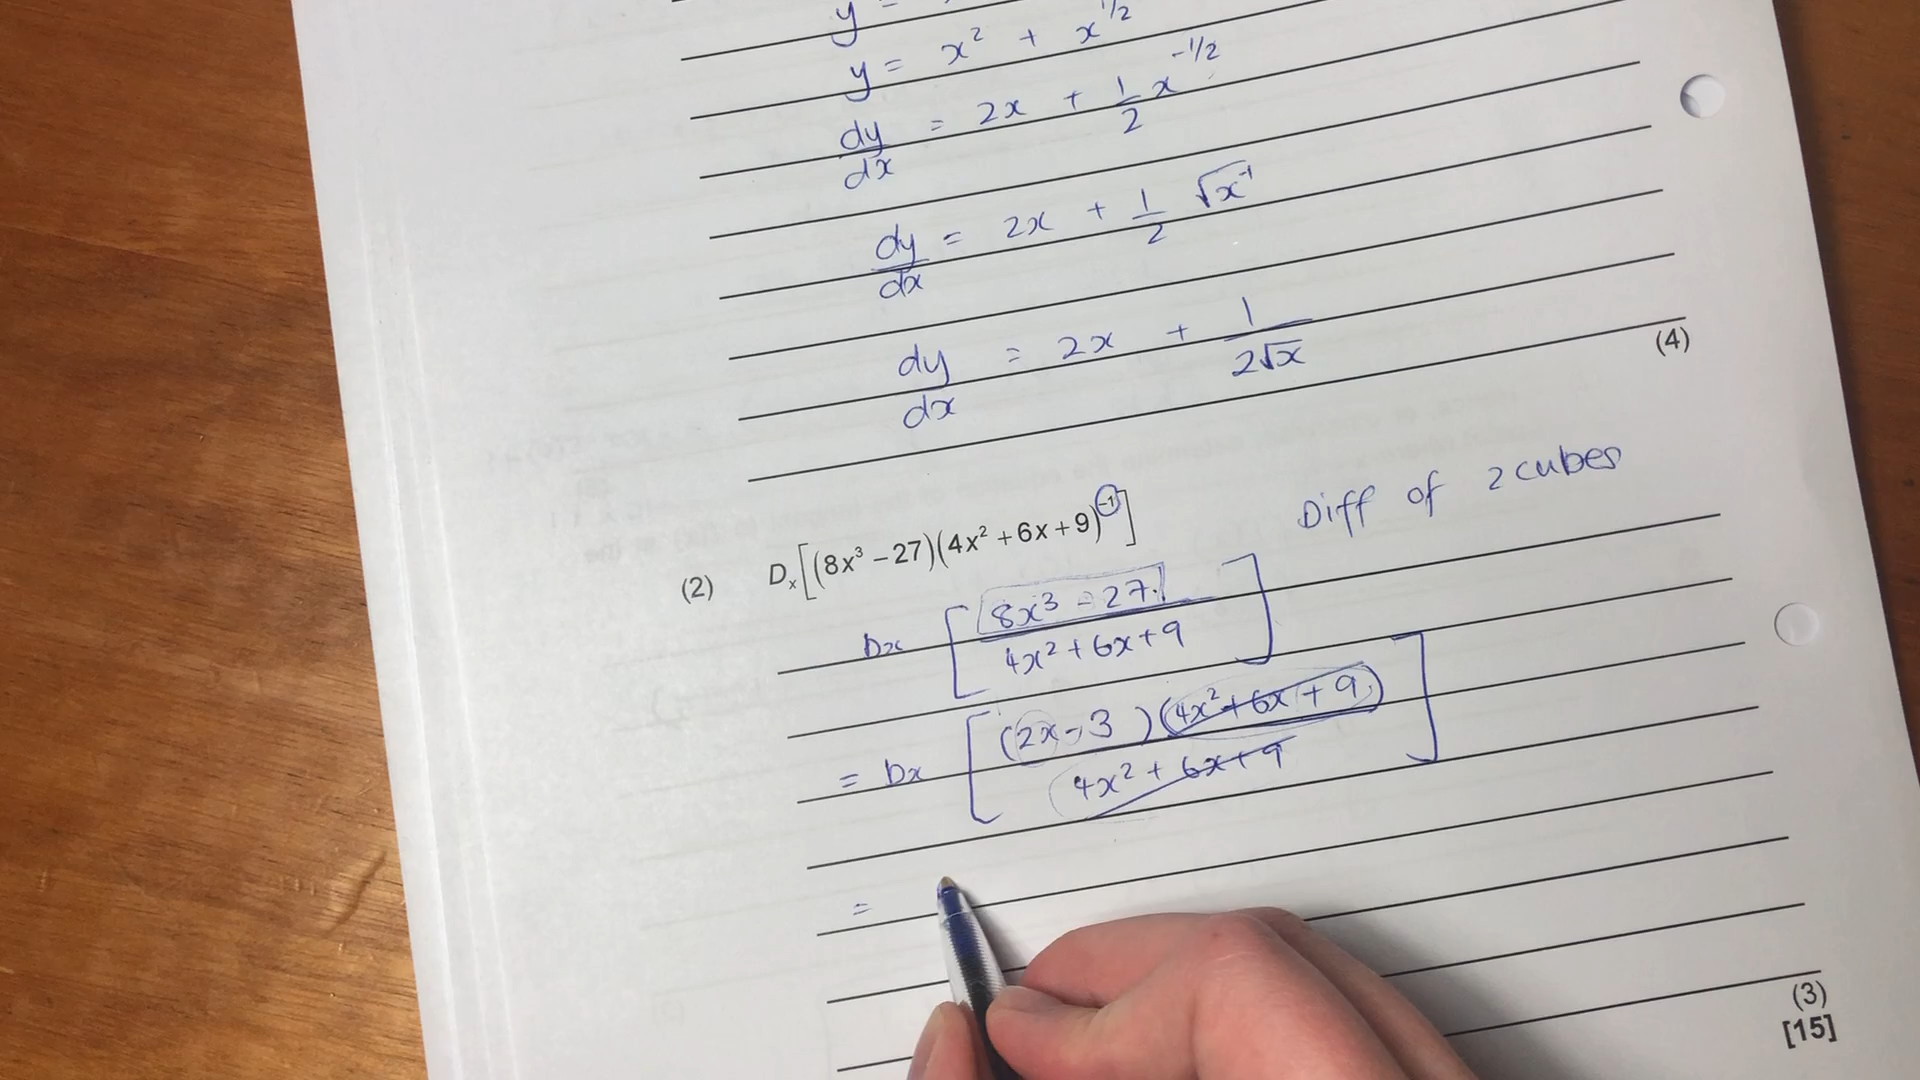 y =
y = x² + x^1/2
dy/dx = 2x + 1/2 x^-1/2
dy/dx = 2x + 1/2 √x⁻¹
dy/dx = 2x + 1/2√x
(4)
Diff of 2 cubes
(2) Dₓ[(8x³ − 27)(4x² + 6x + 9)⁻¹]
Dx [8x³ − 27 / 4x² + 6x + 9]
= Dx [(2x − 3)(4x² + 6x + 9) / 4x² + 6x + 9]
=
(3)
[15]